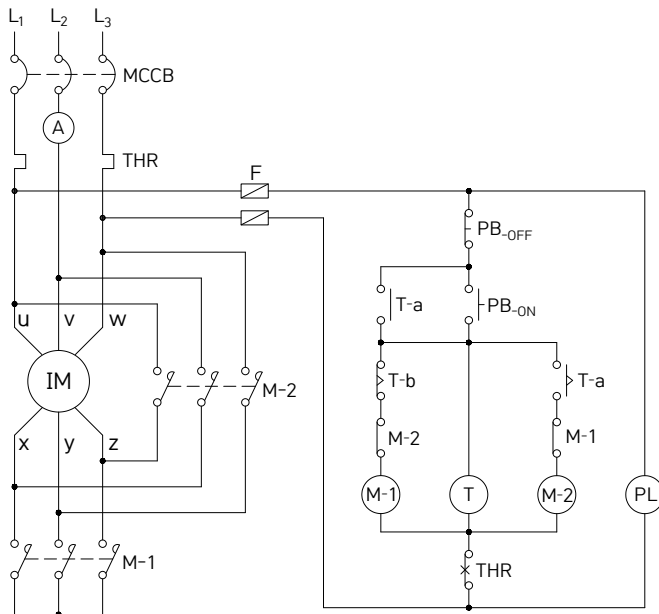 L₁ L₂ L₃
MCCB
A
THR
F
PB₋OFF
T-a
PB₋ON
u v w
IM
M-2
T-b
T-a
M-2
M-1
x y z
M-1
T
M-2
PL
M-1
THR